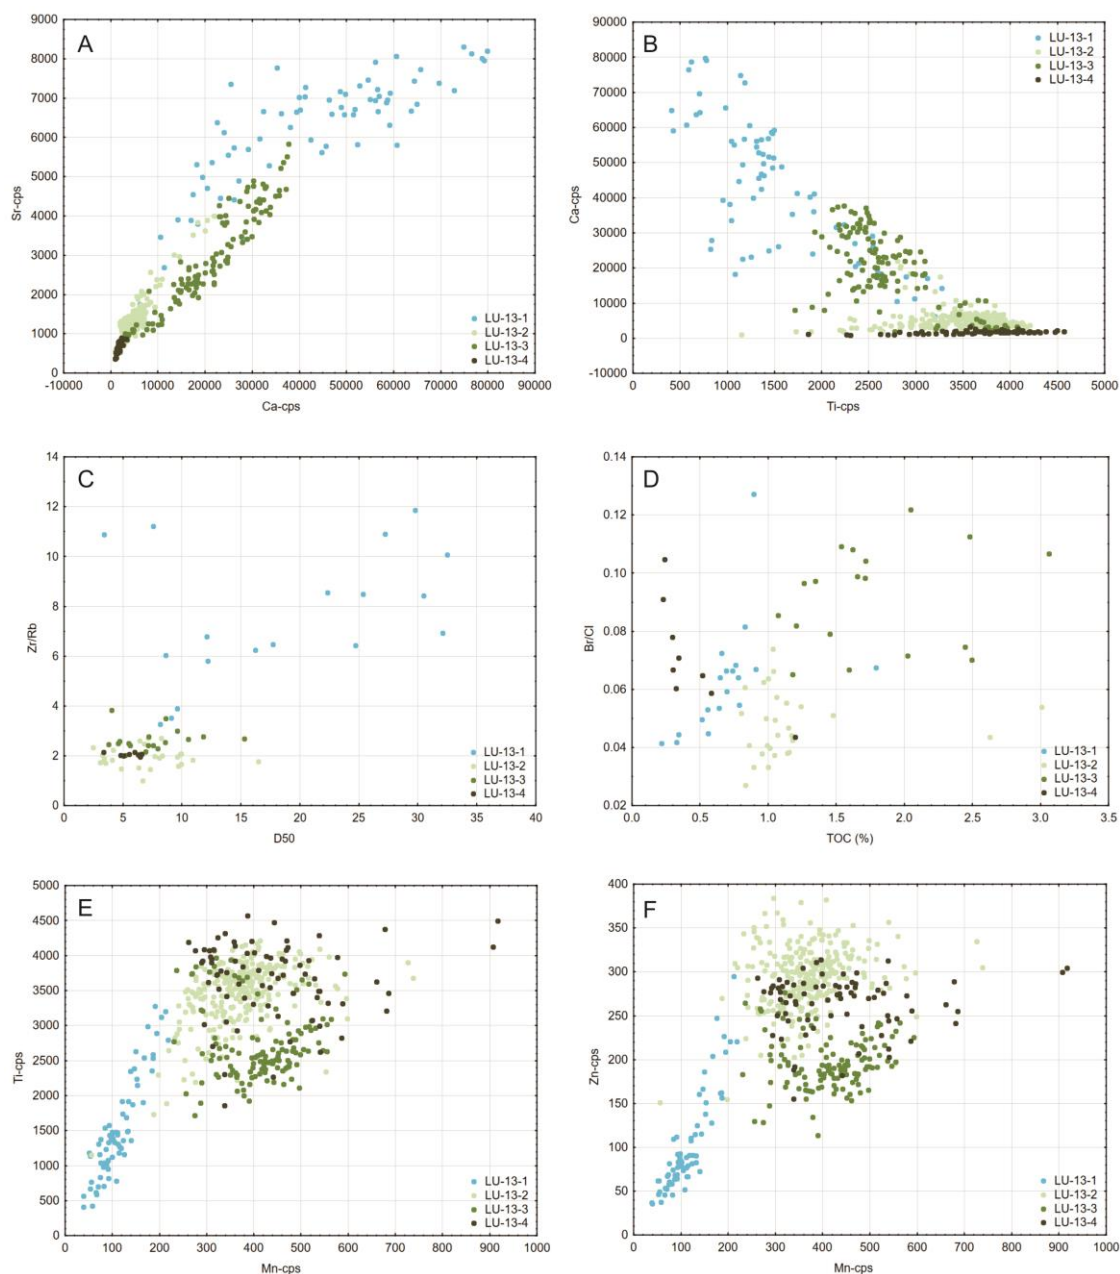 A
Sr-cps
9000
8000
7000
6000
5000
4000
3000
2000
1000
0
-10000 0 10000 20000 30000 40000 50000 60000 70000 80000 90000
Ca-cps
LU-13-1
LU-13-2
LU-13-3
LU-13-4
B
Ca-cps
90000
80000
70000
60000
50000
40000
30000
20000
10000
0
-10000
0 500 1000 1500 2000 2500 3000 3500 4000 4500 5000
Ti-cps
LU-13-1
LU-13-2
LU-13-3
LU-13-4
C
Zr/Rb
14
12
10
8
6
4
2
0
0 5 10 15 20 25 30 35 40
D50
LU-13-1
LU-13-2
LU-13-3
LU-13-4
D
Br/Cl
0.14
0.12
0.10
0.08
0.06
0.04
0.02
0.0 0.5 1.0 1.5 2.0 2.5 3.0 3.5
TOC (%)
LU-13-1
LU-13-2
LU-13-3
LU-13-4
E
Ti-cps
5000
4500
4000
3500
3000
2500
2000
1500
1000
500
0
0 100 200 300 400 500 600 700 800 900 1000
Mn-cps
LU-13-1
LU-13-2
LU-13-3
LU-13-4
F
Zn-cps
400
350
300
250
200
150
100
50
0
0 100 200 300 400 500 600 700 800 900 1000
Mn-cps
LU-13-1
LU-13-2
LU-13-3
LU-13-4